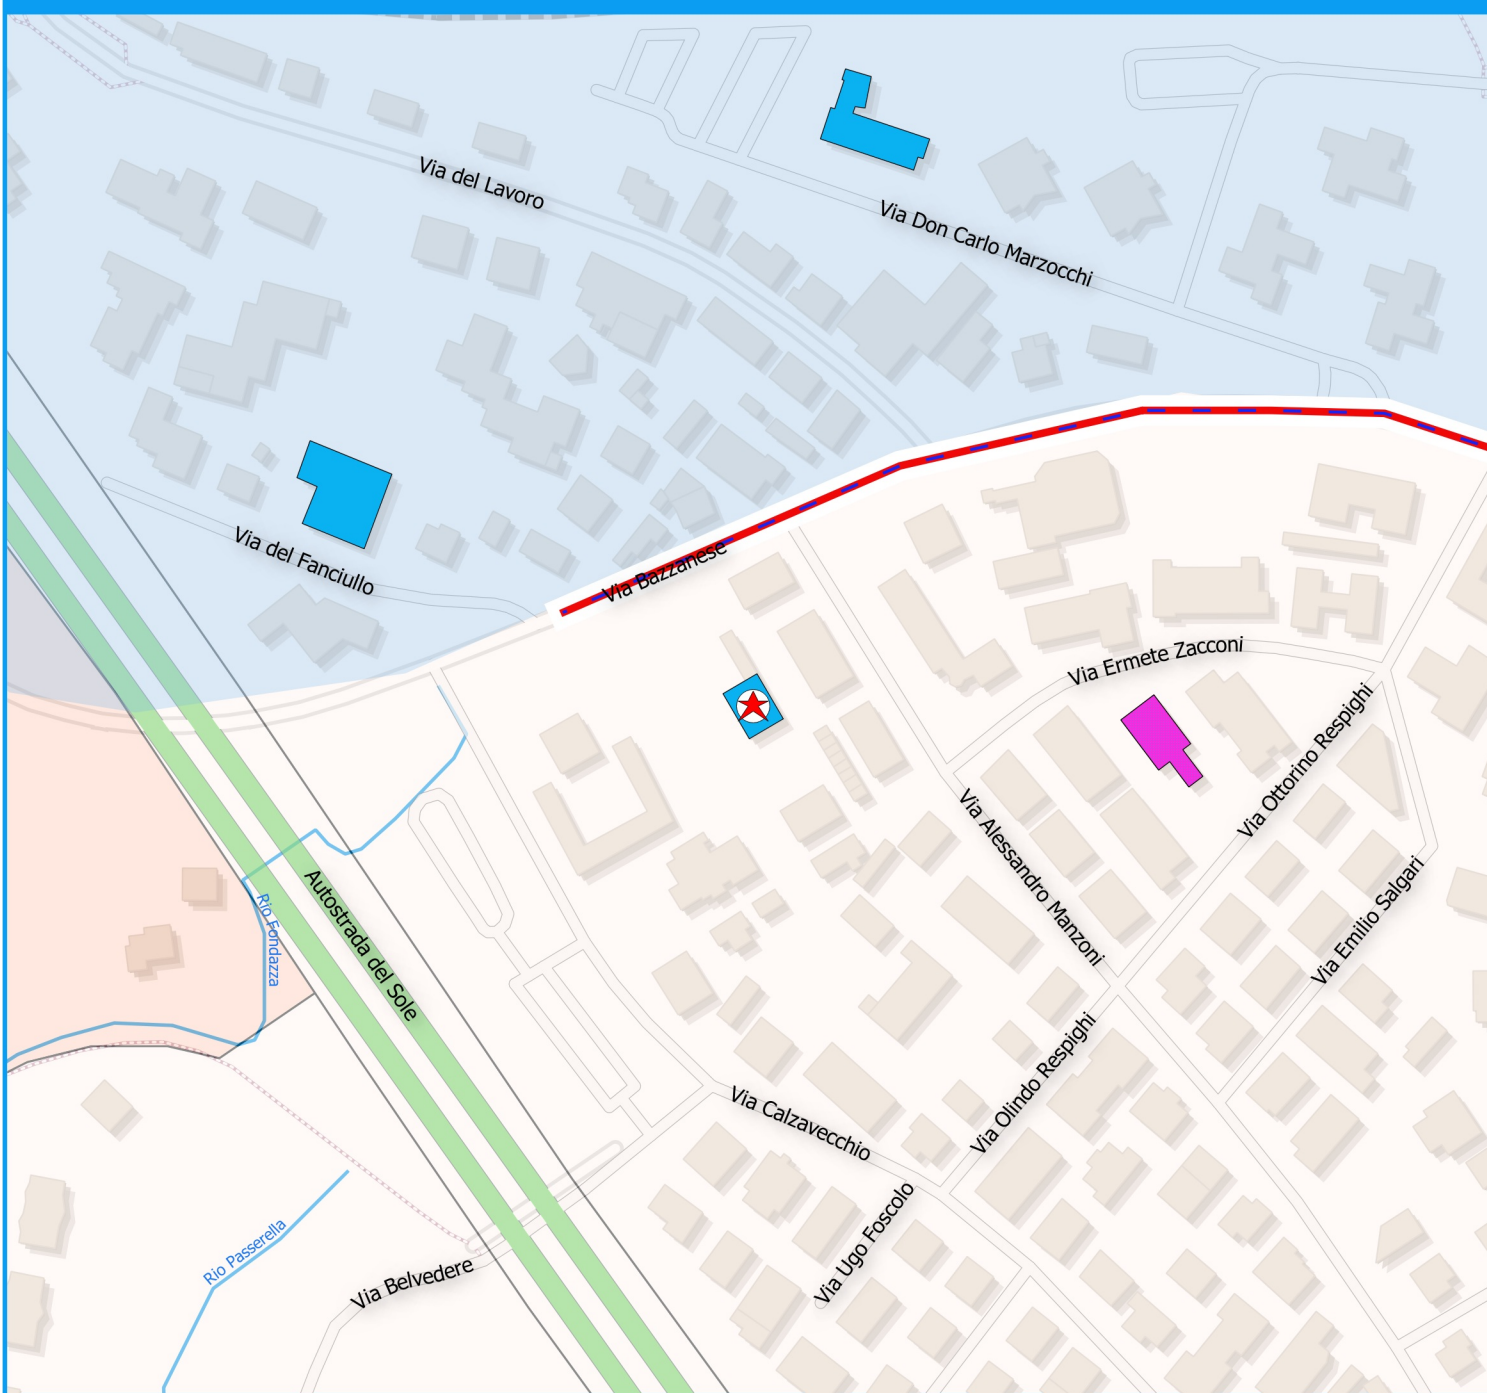 Via del Lavoro
Via Don Carlo Marzocchi
Via del Fanciullo
Via Bazzanese
Via Ermete Zacconi
Via Ottorino Respighi
Via Alessandro Manzoni
Via Emilio Salgari
Autostrada del Sole
Rio Fondazza
Via Olindo Respighi
Via Calzavecchio
Via Ugo Foscolo
Rio Passerella
Via Belvedere